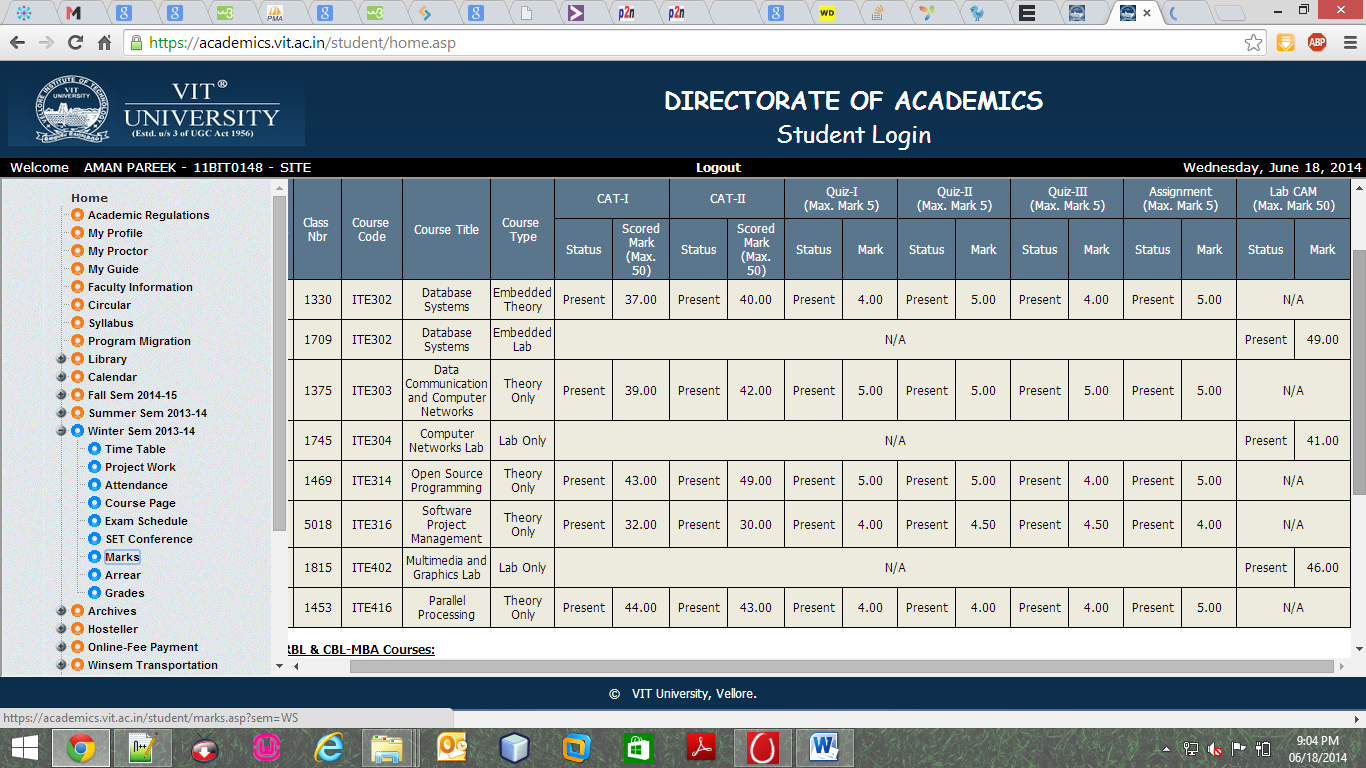 https://academics.vit.ac.in/student/home.asp
VIT®
UNIVERSITY
(Estd. u/s 3 of UGC Act 1956)
DIRECTORATE OF ACADEMICS
Student Login
Welcome AMAN PAREEK - 11BIT0148 - SITE
Logout
Wednesday, June 18, 2014
Home
Academic Regulations
My Profile
My Proctor
My Guide
Faculty Information
Circular
Syllabus
Program Migration
Library
Calendar
Fall Sem 2014-15
Summer Sem 2013-14
Winter Sem 2013-14
Time Table
Project Work
Attendance
Course Page
Exam Schedule
SET Conference
Marks
Arrear
Grades
Archives
Hosteller
Online-Fee Payment
Winsem Transportation
Class Nbr Course Code Course Title Course Type CAT-I CAT-II Quiz-I (Max. Mark 5) Quiz-II (Max. Mark 5) Quiz-III (Max. Mark 5) Assignment (Max. Mark 5) Lab CAM (Max. Mark 50)
Status Scored Mark (Max. 50) Status Scored Mark (Max. 50) Status Mark Status Mark Status Mark Status Mark Status Mark
1330 ITE302 Database Systems Embedded Theory Present 37.00 Present 40.00 Present 4.00 Present 5.00 Present 4.00 Present 5.00 N/A
1709 ITE302 Database Systems Embedded Lab N/A Present 49.00
1375 ITE303 Data Communication and Computer Networks Theory Only Present 39.00 Present 42.00 Present 5.00 Present 5.00 Present 5.00 Present 5.00 N/A
1745 ITE304 Computer Networks Lab Lab Only N/A Present 41.00
1469 ITE314 Open Source Programming Theory Only Present 43.00 Present 49.00 Present 5.00 Present 5.00 Present 4.00 Present 5.00 N/A
5018 ITE316 Software Project Management Theory Only Present 32.00 Present 30.00 Present 4.00 Present 4.50 Present 4.50 Present 4.00 N/A
1815 ITE402 Multimedia and Graphics Lab Lab Only N/A Present 46.00
1453 ITE416 Parallel Processing Theory Only Present 44.00 Present 43.00 Present 4.00 Present 4.00 Present 4.00 Present 5.00 N/A
RBL & CBL-MBA Courses:
© VIT University, Vellore.
https://academics.vit.ac.in/student/marks.asp?sem=WS
9:04 PM
06/18/2014